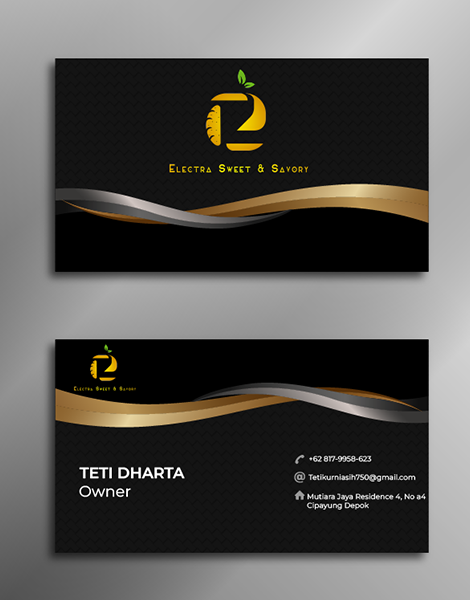 Electra Sweet & Savory
Electra Sweet & Savory
+62 817-9958-623
TETI DHARTA
Tetikurniasih750@gmail.com
Owner
Mutiara Jaya Residence 4, No a4
Cipayung Depok